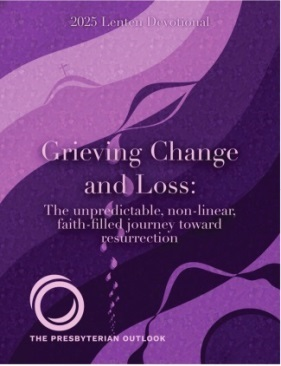 2025 Lenten Devotional
Grieving Change
and Loss:
The unpredictable, non-linear,
faith-filled journey toward
resurrection
THE PRESBYTERIAN OUTLOOK